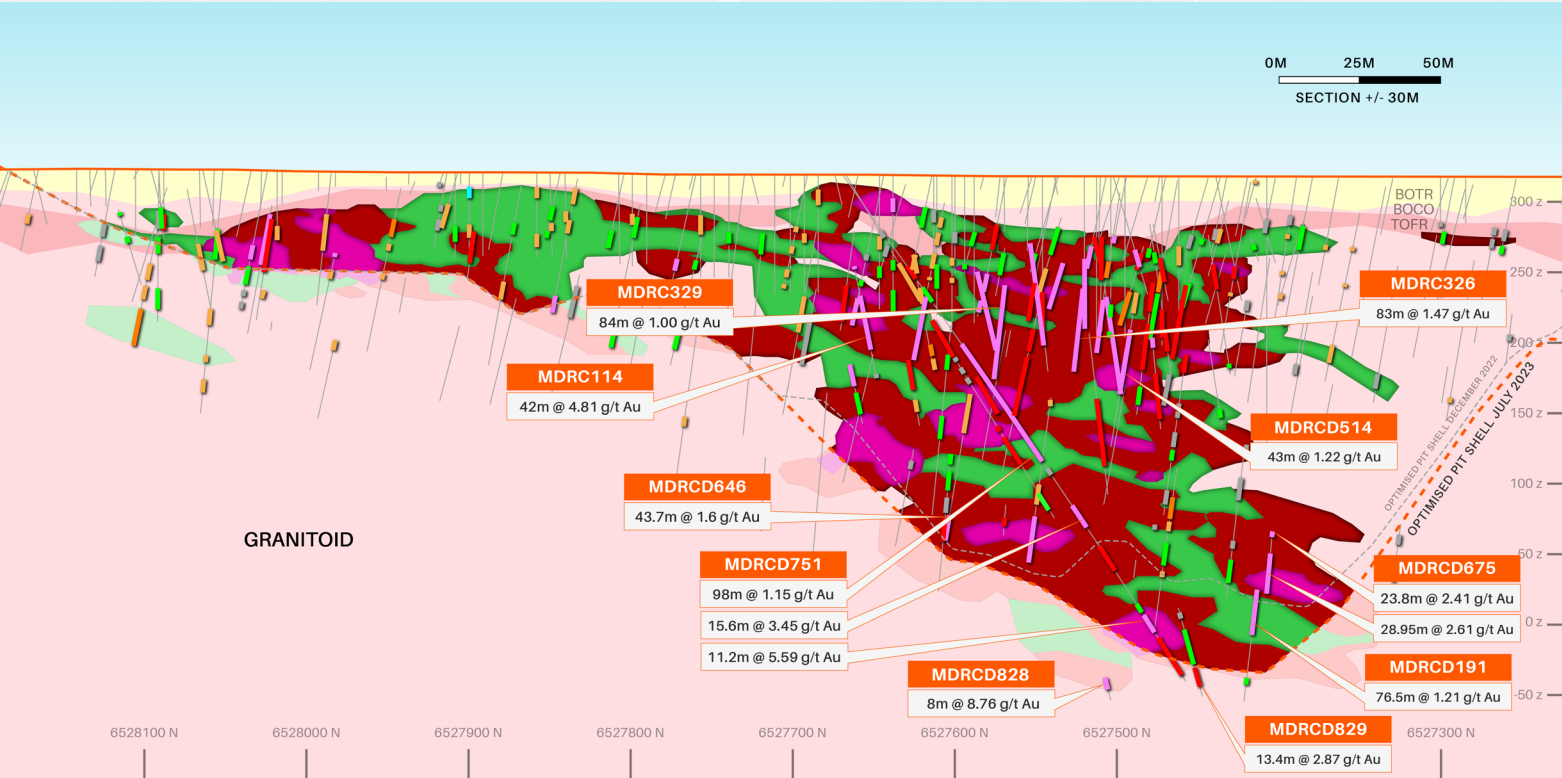 0M 25M 50M
SECTION +/- 30M
BOTR
BOCO
TOFR
300 z
250 z
200 z
150 z
100 z
50 z
0 z
-50 z
MDRC329
84m @ 1.00 g/t Au
MDRC326
83m @ 1.47 g/t Au
MDRC114
42m @ 4.81 g/t Au
MDRCD514
43m @ 1.22 g/t Au
OPTIMISED PIT SHELL DECEMBER 2022
OPTIMISED PIT SHELL JULY 2023
MDRCD646
43.7m @ 1.6 g/t Au
GRANITOID
MDRCD751
98m @ 1.15 g/t Au
15.6m @ 3.45 g/t Au
11.2m @ 5.59 g/t Au
MDRCD675
23.8m @ 2.41 g/t Au
28.95m @ 2.61 g/t Au
MDRCD828
8m @ 8.76 g/t Au
MDRCD191
76.5m @ 1.21 g/t Au
MDRCD829
13.4m @ 2.87 g/t Au
6528100 N 6528000 N 6527900 N 6527800 N 6527700 N 6527600 N 6527500 N 6527300 N